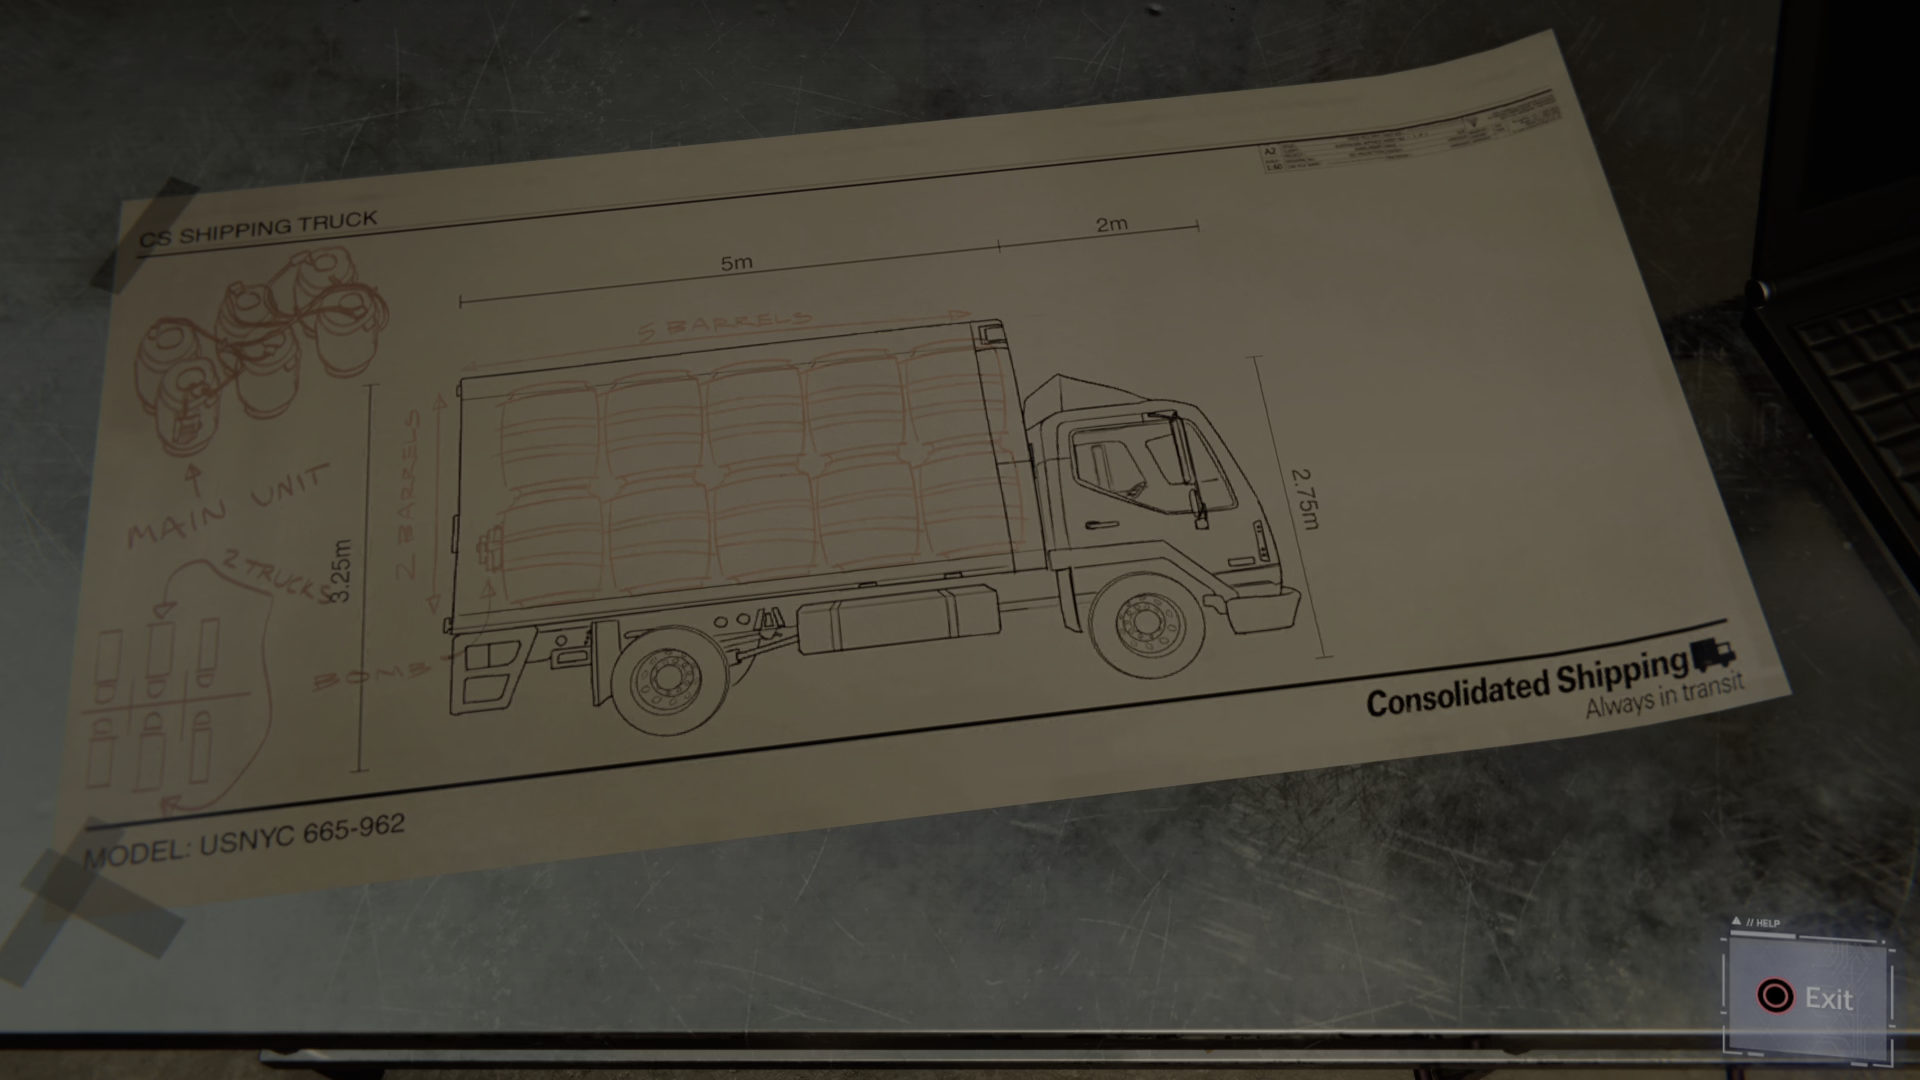 CS SHIPPING TRUCK
5m
2m
5 BARRELS
2 BARRELS
3.25m
2.75m
MAIN UNIT
2 TRUCKS
BOMB
A2
Consolidated Shipping
Always in transit
MODEL: USNYC 665-962
// HELP
Exit